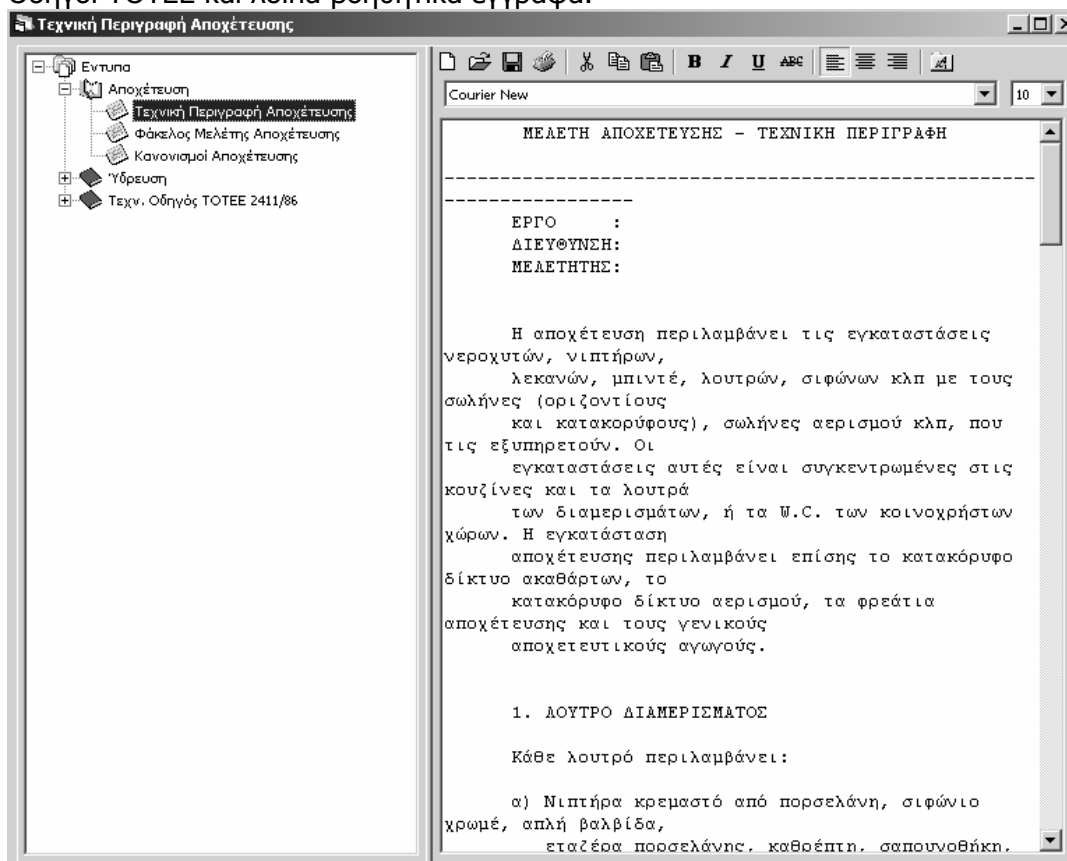 Οδηγοί ΤΟΤΕΕ και λοιπά βοηθητικά έγγραφα.
Τεχνική Περιγραφή Αποχέτευσης
Εντυπα
Αποχέτευση
Τεχνική Περιγραφή Αποχέτευσης
Φάκελος Μελέτης Αποχέτευσης
Κανονισμοί Αποχέτευσης
Ύδρευση
Τεχν. Οδηγός ΤΟΤΕΕ 2411/86
B I U ABC A
Courier New 10
ΜΕΛΕΤΗ ΑΠΟΧΕΤΕΥΣΗΣ - ΤΕΧΝΙΚΗ ΠΕΡΙΓΡΑΦΗ
-----------------------------------------------------
-----------------
ΕΡΓΟ :
ΔΙΕΥΘΥΝΣΗ:
ΜΕΛΕΤΗΤΗΣ:
Η αποχέτευση περιλαμβάνει τις εγκαταστάσεις
νεροχυτών, νιπτήρων,
λεκανών, μπιντέ, λουτρών, σιφώνων κλπ με τους
σωλήνες (οριζοντίους
και κατακορύφους), σωλήνες αερισμού κλπ, που
τις εξυπηρετούν. Οι
εγκαταστάσεις αυτές είναι συγκεντρωμένες στις
κουζίνες και τα λουτρά
των διαμερισμάτων, ή τα W.C. των κοινοχρήστων
χώρων. Η εγκατάσταση
αποχέτευσης περιλαμβάνει επίσης το κατακόρυφο
δίκτυο ακαθάρτων, το
κατακόρυφο δίκτυο αερισμού, τα φρεάτια
αποχέτευσης και τους γενικούς
αποχετευτικούς αγωγούς.
1. ΛΟΥΤΡΟ ΔΙΑΜΕΡΙΣΜΑΤΟΣ
Κάθε λουτρό περιλαμβάνει:
α) Νιπτήρα κρεμαστό από πορσελάνη, σιφώνιο
χρωμέ, απλή βαλβίδα,
εταζέρα πορσελάνης, καθρέπτη, σαπουνοθήκη,